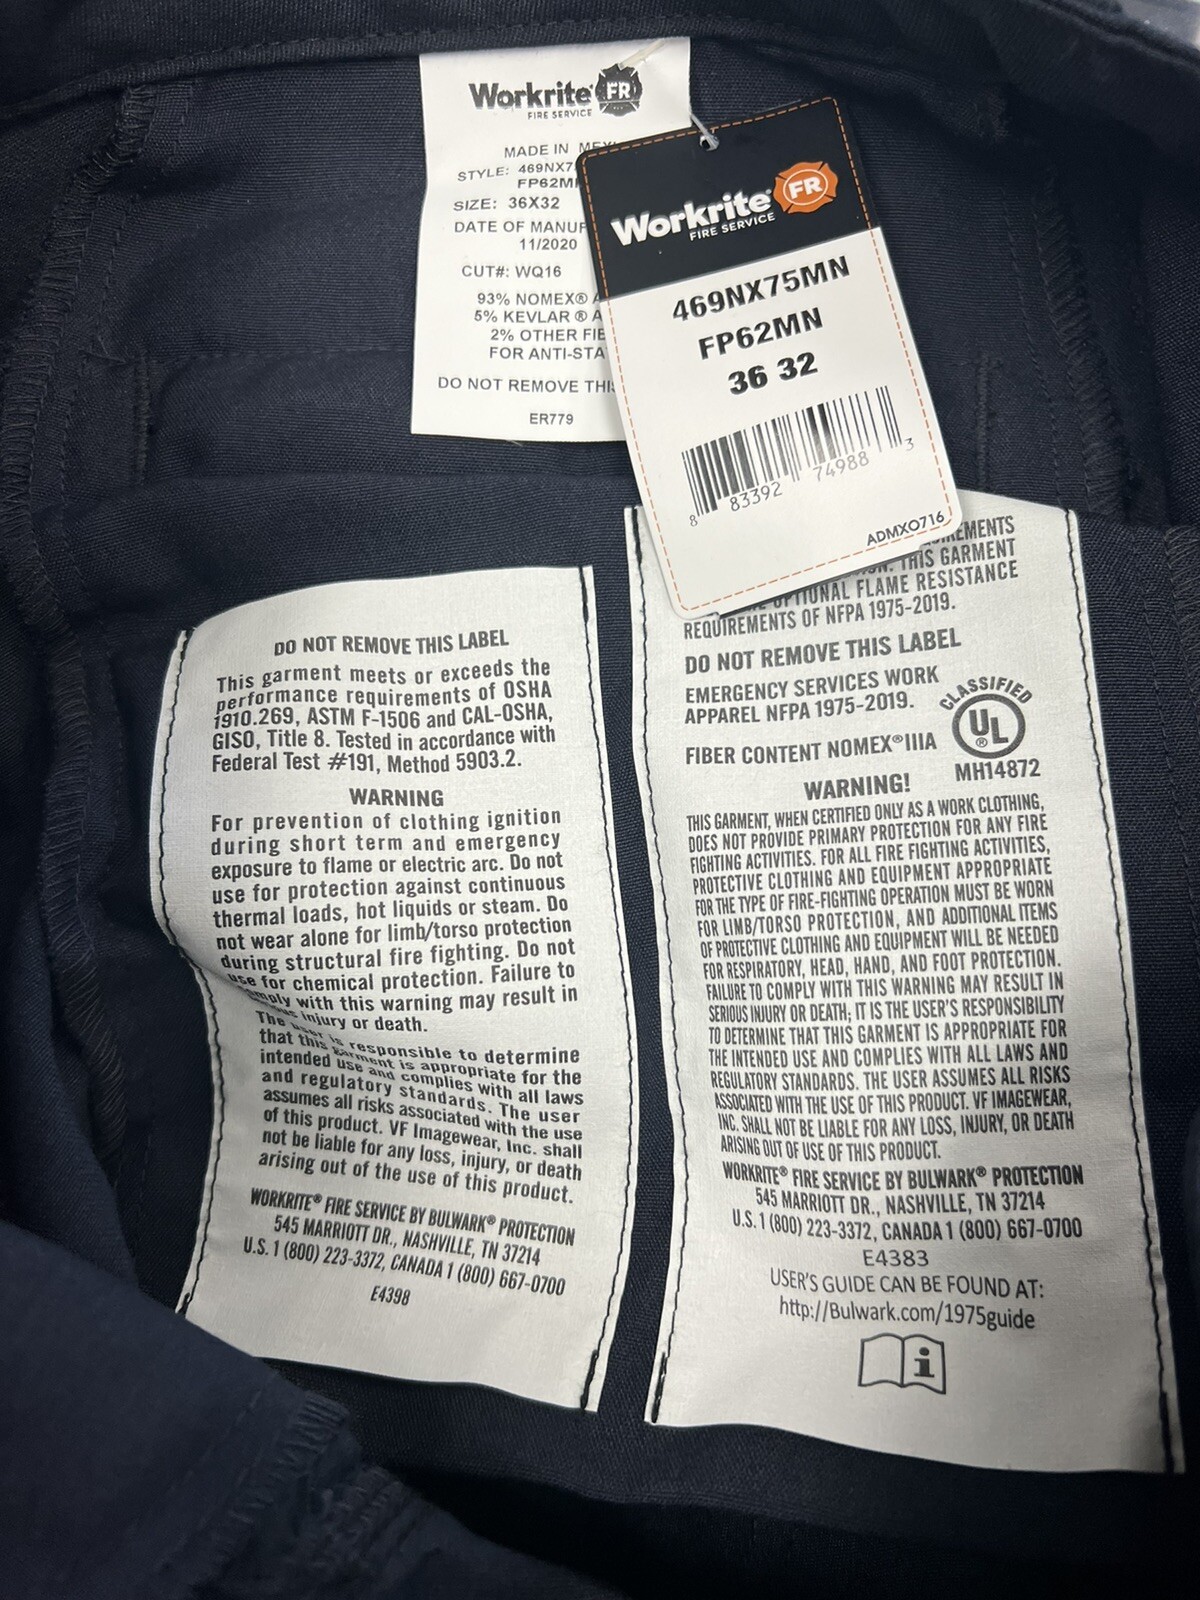 Workrite FR
FIRE SERVICE
MADE IN
STYLE: 469NX7
FP62M
SIZE: 36X32
DATE OF MANUF
11/2020
CUT#: WQ16
93% NOMEX® A
5% KEVLAR ® A
2% OTHER FIE
FOR ANTI-STA
DO NOT REMOVE THIS
ER779
Workrite® FR
FIRE SERVICE
469NX75MN
FP62MN
36 32
8 83392 74988 3
ADMXO716
DO NOT REMOVE THIS LABEL
This garment meets or exceeds the
performance requirements of OSHA
1910.269, ASTM F-1506 and CAL-OSHA,
GISO, Title 8. Tested in accordance with
Federal Test #191, Method 5903.2.
WARNING
For prevention of clothing ignition
during short term and emergency
exposure to flame or electric arc. Do not
use for protection against continuous
thermal loads, hot liquids or steam. Do
not wear alone for limb/torso protection
during structural fire fighting. Do not
use for chemical protection. Failure to
comply with this warning may result in
injury or death.
The user is responsible to determine
that this garment is appropriate for the
intended use and complies with all laws
and regulatory standards. The user
assumes all risks associated with the use
of this product. VF Imagewear, Inc. shall
not be liable for any loss, injury, or death
arising out of the use of this product.
WORKRITE® FIRE SERVICE BY BULWARK® PROTECTION
545 MARRIOTT DR., NASHVILLE, TN 37214
U.S. 1 (800) 223-3372, CANADA 1 (800) 667-0700
E4398
THIS GARMENT
OPTIONAL FLAME RESISTANCE
REQUIREMENTS OF NFPA 1975-2019.
DO NOT REMOVE THIS LABEL
EMERGENCY SERVICES WORK
APPAREL NFPA 1975-2019.
FIBER CONTENT NOMEX®IIIA
CLASSIFIED
UL®
MH14872
WARNING!
THIS GARMENT, WHEN CERTIFIED ONLY AS A WORK CLOTHING,
DOES NOT PROVIDE PRIMARY PROTECTION FOR ANY FIRE
FIGHTING ACTIVITIES. FOR ALL FIRE FIGHTING ACTIVITIES,
PROTECTIVE CLOTHING AND EQUIPMENT APPROPRIATE
FOR THE TYPE OF FIRE-FIGHTING OPERATION MUST BE WORN
FOR LIMB/TORSO PROTECTION, AND ADDITIONAL ITEMS
OF PROTECTIVE CLOTHING AND EQUIPMENT WILL BE NEEDED
FOR RESPIRATORY, HEAD, HAND, AND FOOT PROTECTION.
FAILURE TO COMPLY WITH THIS WARNING MAY RESULT IN
SERIOUS INJURY OR DEATH; IT IS THE USER'S RESPONSIBILITY
TO DETERMINE THAT THIS GARMENT IS APPROPRIATE FOR
THE INTENDED USE AND COMPLIES WITH ALL LAWS AND
REGULATORY STANDARDS. THE USER ASSUMES ALL RISKS
ASSOCIATED WITH THE USE OF THIS PRODUCT. VF IMAGEWEAR,
INC. SHALL NOT BE LIABLE FOR ANY LOSS, INJURY, OR DEATH
ARISING OUT OF USE OF THIS PRODUCT.
WORKRITE® FIRE SERVICE BY BULWARK® PROTECTION
545 MARRIOTT DR., NASHVILLE, TN 37214
U.S. 1 (800) 223-3372, CANADA 1 (800) 667-0700
E4383
USER'S GUIDE CAN BE FOUND AT:
http://Bulwark.com/1975guide
i